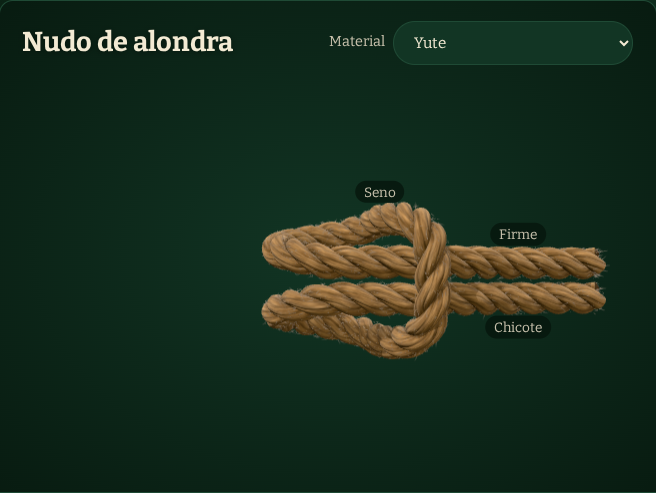 Nudo de alondra
Material
Yute
Seno
Firme
Chicote